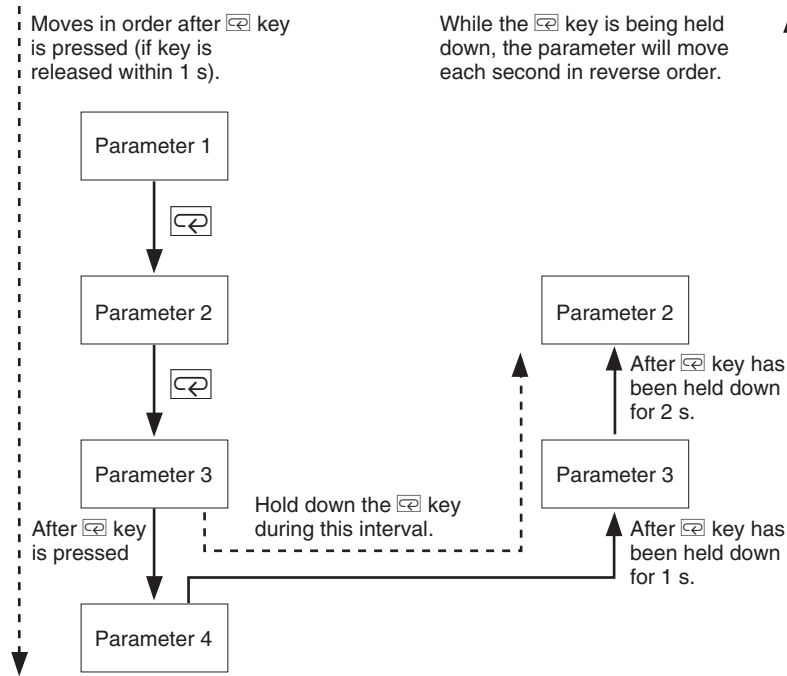 Moves in order after key
is pressed (if key is
released within 1 s).
While the key is being held
down, the parameter will move
each second in reverse order.
Parameter 1
Parameter 2
Parameter 2
After key has
been held down
for 2 s.
Parameter 3
Parameter 3
Hold down the key
during this interval.
After key
is pressed
After key has
been held down
for 1 s.
Parameter 4